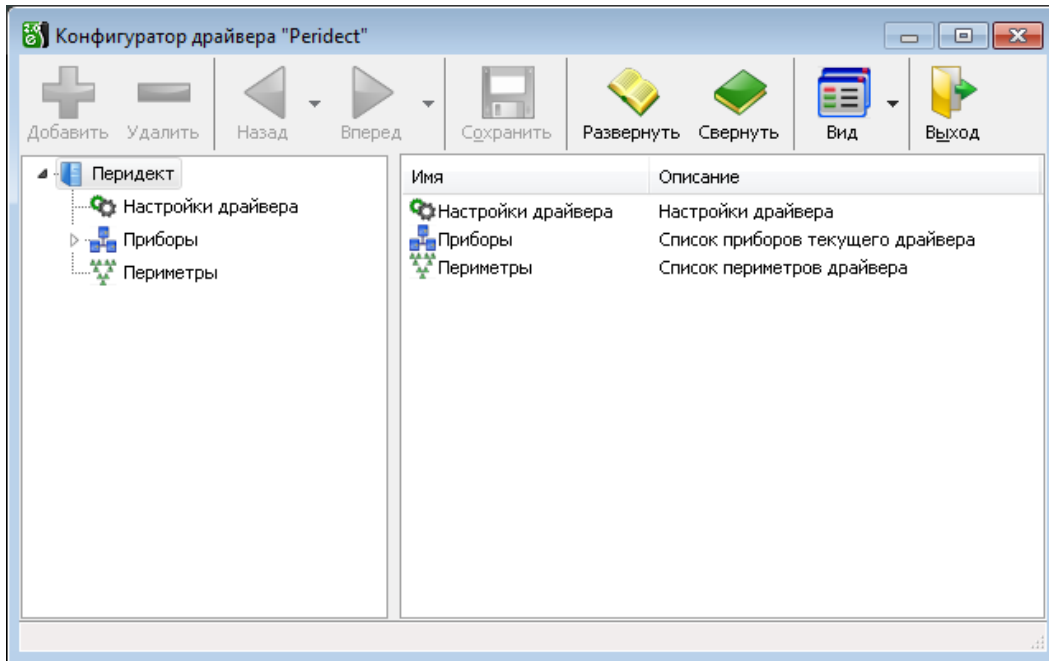 Конфигуратор драйвера "Peridect"
Добавить Удалить Назад Вперед Сохранить Развернуть Свернуть Вид Выход
Перидект
Настройки драйвера
Приборы
Периметры
Имя Описание
Настройки драйвера Настройки драйвера
Приборы Список приборов текущего драйвера
Периметры Список периметров драйвера